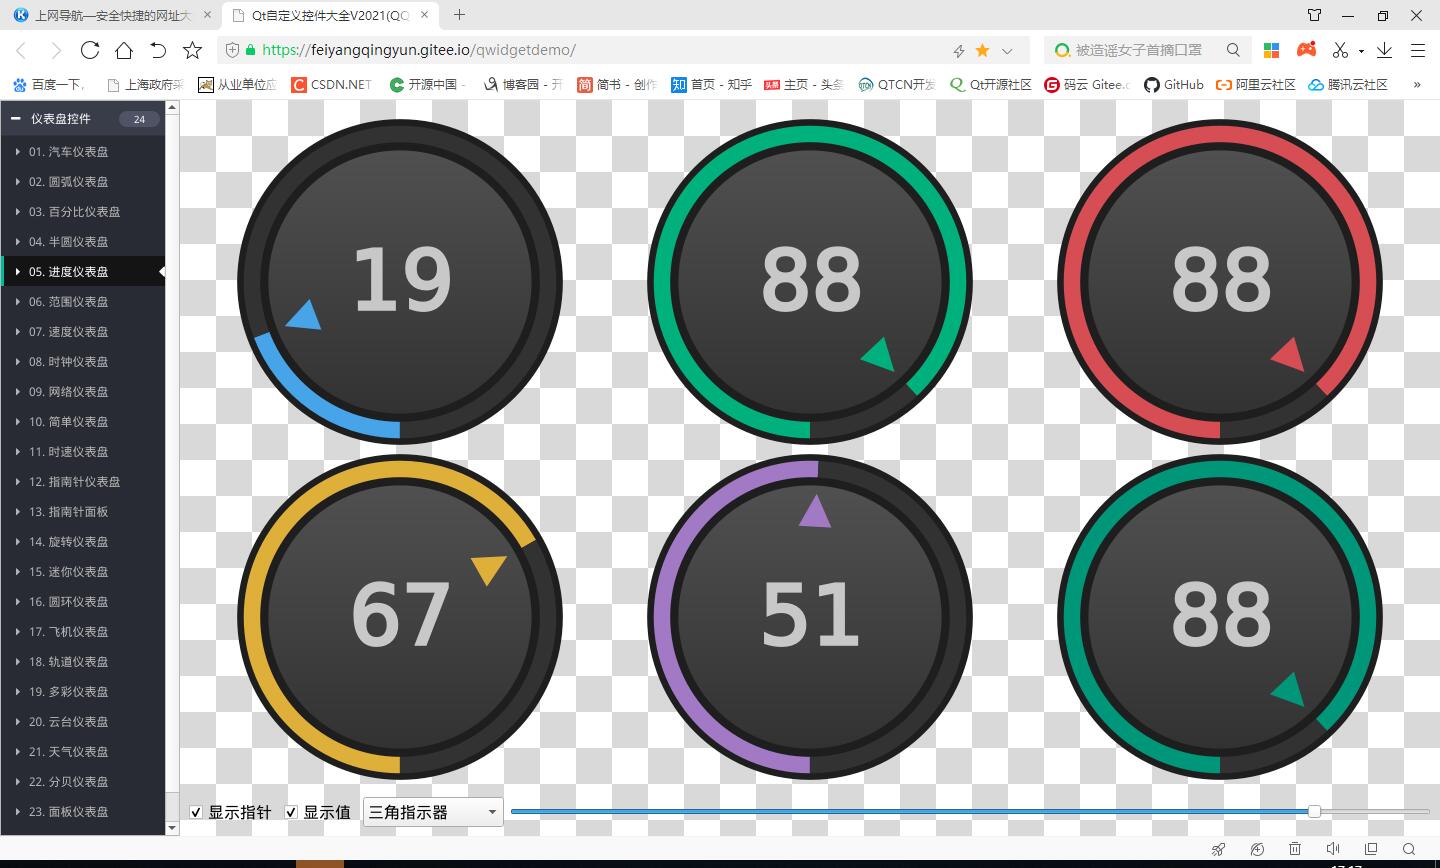 上网导航—安全快捷的网址大
Qt自定义控件大全V2021(QQ
https://feiyangqingyun.gitee.io/qwidgetdemo/
被造谣女子首摘口罩
百度一下，
上海政府采
从业单位应
CSDN.NET
开源中国 -
博客园 - 开
简书 - 创作
首页 - 知乎
主页 - 头条
QTCN开发
Qt开源社区
码云 Gitee.c
GitHub
阿里云社区
腾讯云社区
»
仪表盘控件 24
01. 汽车仪表盘
02. 圆弧仪表盘
03. 百分比仪表盘
04. 半圆仪表盘
05. 进度仪表盘
06. 范围仪表盘
07. 速度仪表盘
08. 时钟仪表盘
09. 网络仪表盘
10. 简单仪表盘
11. 时速仪表盘
12. 指南针仪表盘
13. 指南针面板
14. 旋转仪表盘
15. 迷你仪表盘
16. 圆环仪表盘
17. 飞机仪表盘
18. 轨道仪表盘
19. 多彩仪表盘
20. 云台仪表盘
21. 天气仪表盘
22. 分贝仪表盘
23. 面板仪表盘
19
88
88
67
51
88
显示指针
显示值
三角指示器